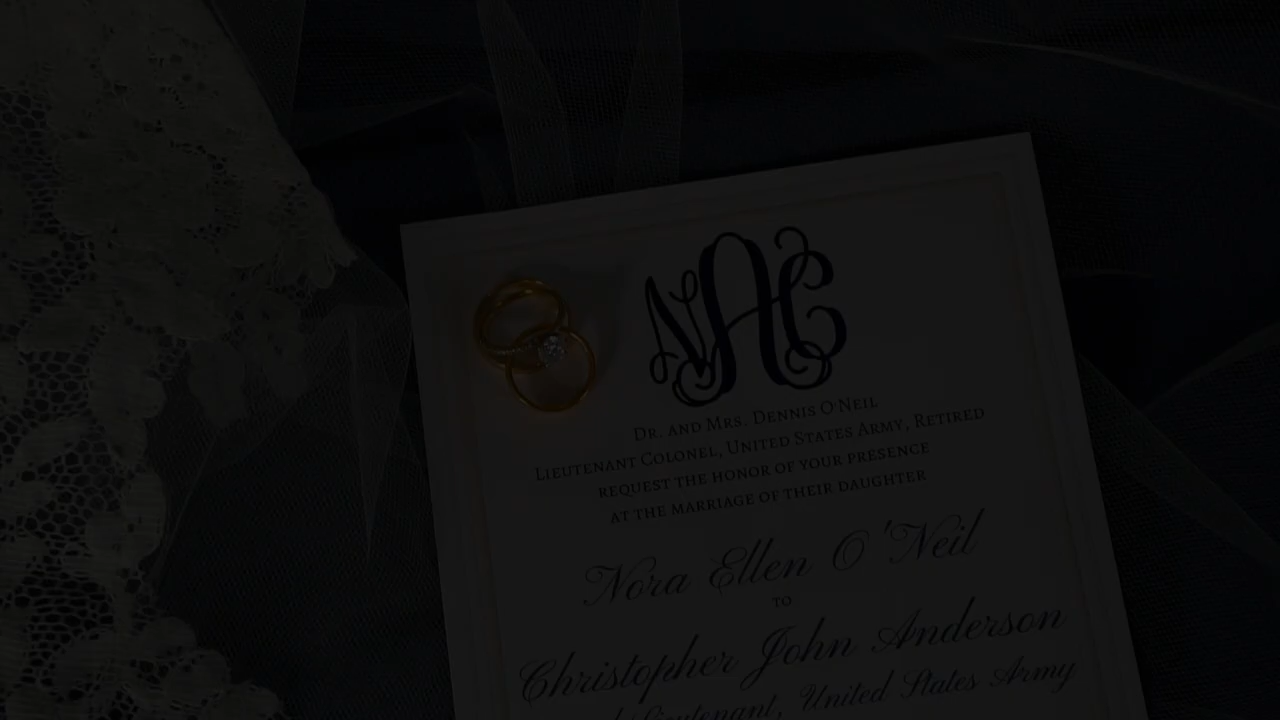 NAC
Dr. and Mrs. Dennis O'Neil
Lieutenant Colonel, United States Army, Retired
request the honor of your presence
at the marriage of their daughter
Nora Ellen O'Neil
to
Christopher John Anderson
Lieutenant, United States Army